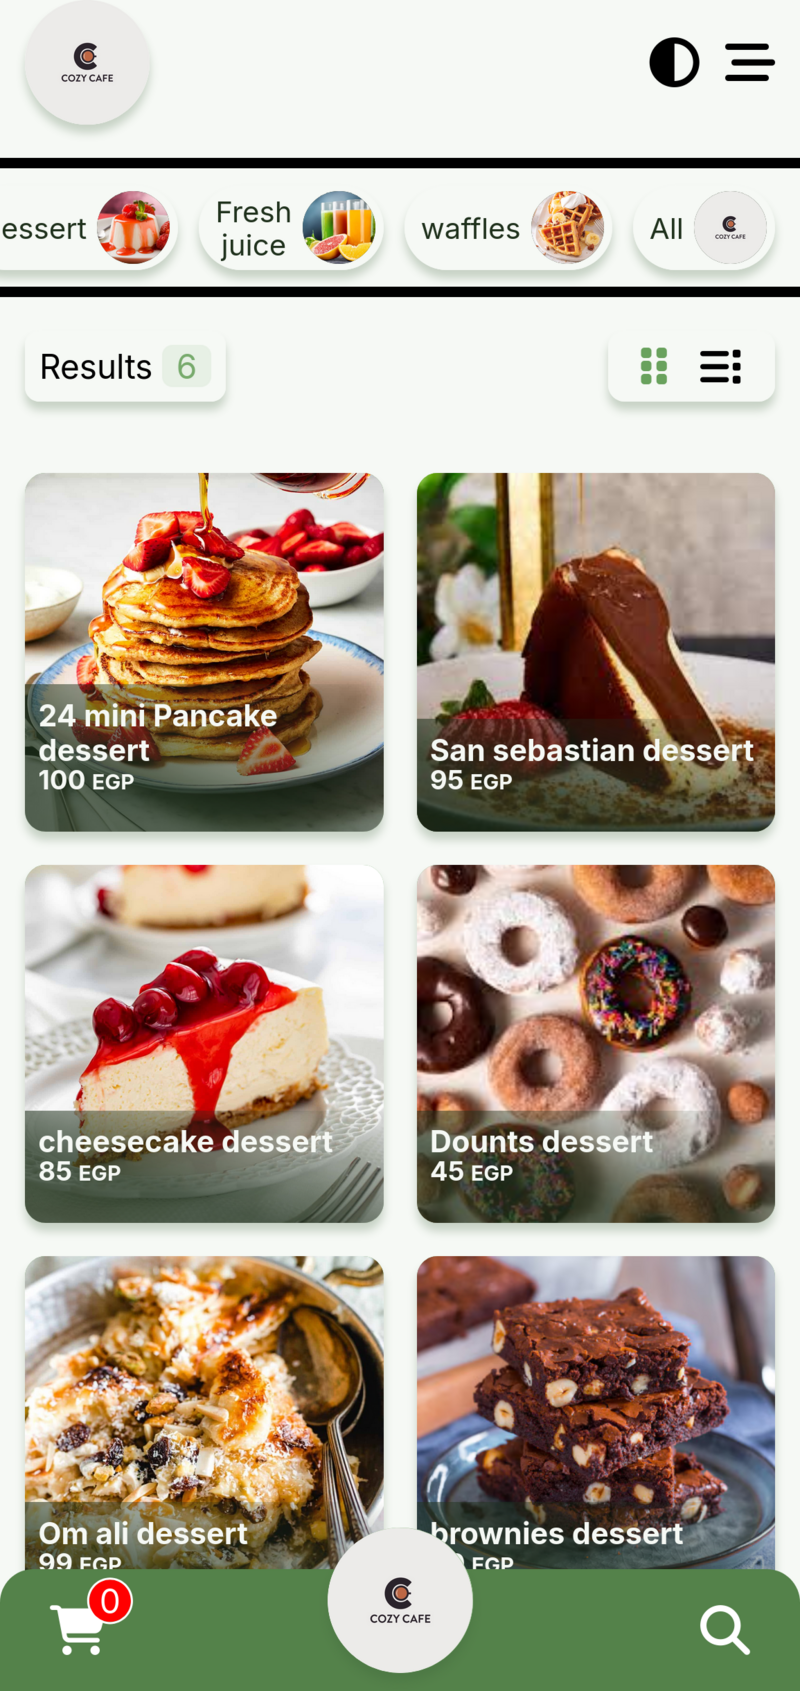 COZY CAFE
essert
Fresh
juice
waffles
All
COZY CAFE
Results 6
24 mini Pancake
dessert
100 EGP
San sebastian dessert
95 EGP
cheesecake dessert
85 EGP
Dounts dessert
45 EGP
Om ali dessert
99 EGP
brownies dessert
EGP
0
COZY CAFE